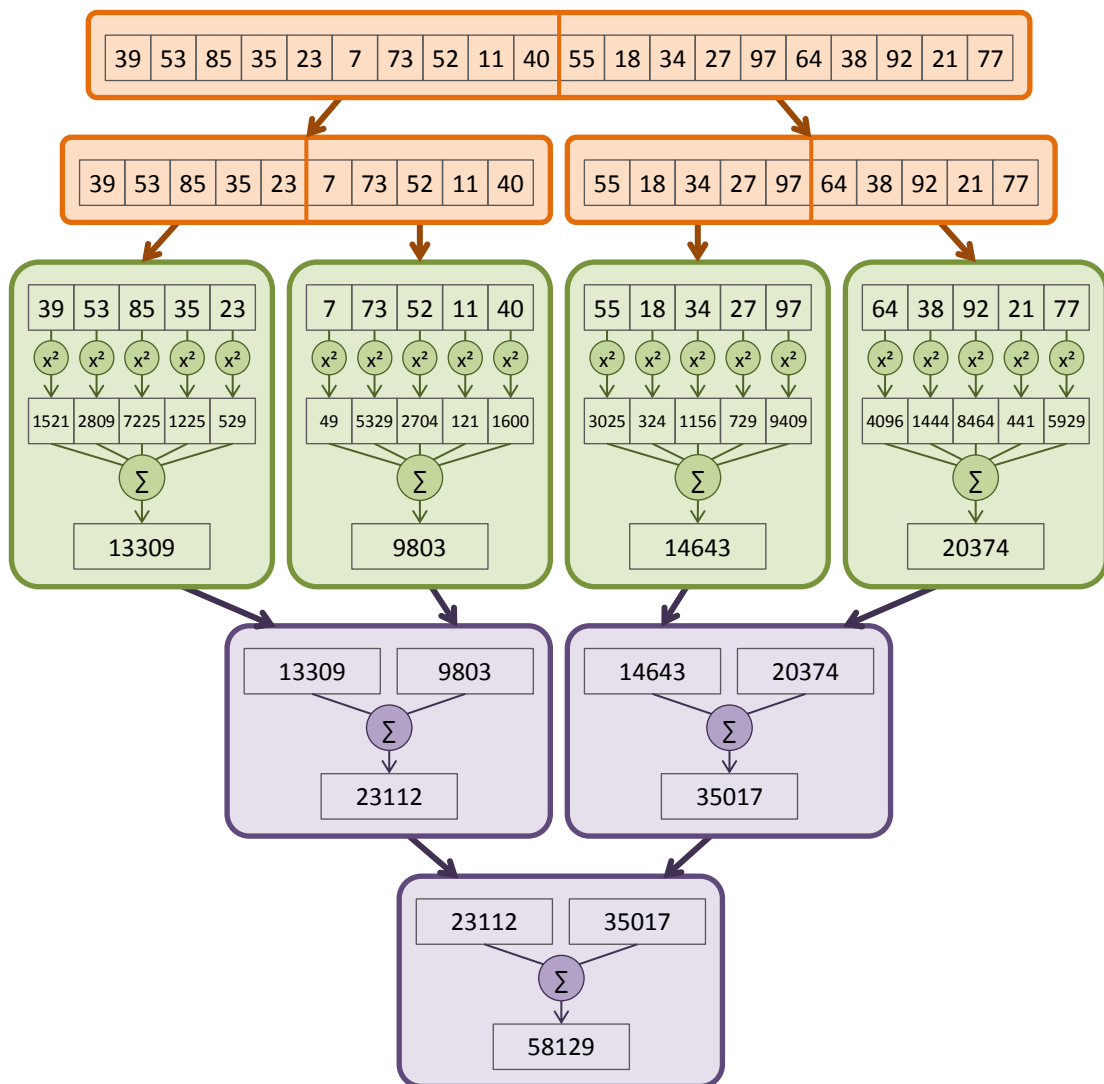 39 53 85 35 23 7 73 52 11 40 55 18 34 27 97 64 38 92 21 77
39 53 85 35 23 7 73 52 11 40
55 18 34 27 97 64 38 92 21 77
39 53 85 35 23
x² x² x² x² x²
1521 2809 7225 1225 529
∑
13309
7 73 52 11 40
x² x² x² x² x²
49 5329 2704 121 1600
∑
9803
55 18 34 27 97
x² x² x² x² x²
3025 324 1156 729 9409
∑
14643
64 38 92 21 77
x² x² x² x² x²
4096 1444 8464 441 5929
∑
20374
13309 9803
∑
23112
14643 20374
∑
35017
23112 35017
∑
58129